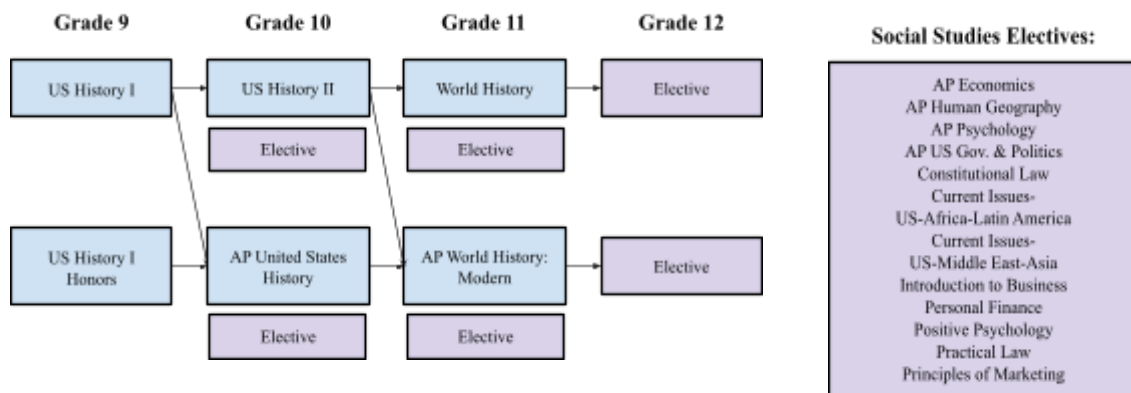 Grade 9
Grade 10
Grade 11
Grade 12
US History I
US History II
World History
Elective
Elective
Elective
US History I
Honors
AP United States
History
AP World History:
Modern
Elective
Elective
Elective
Social Studies Electives:
AP Economics
AP Human Geography
AP Psychology
AP US Gov. & Politics
Constitutional Law
Current Issues-
US-Africa-Latin America
Current Issues-
US-Middle East-Asia
Introduction to Business
Personal Finance
Positive Psychology
Practical Law
Principles of Marketing